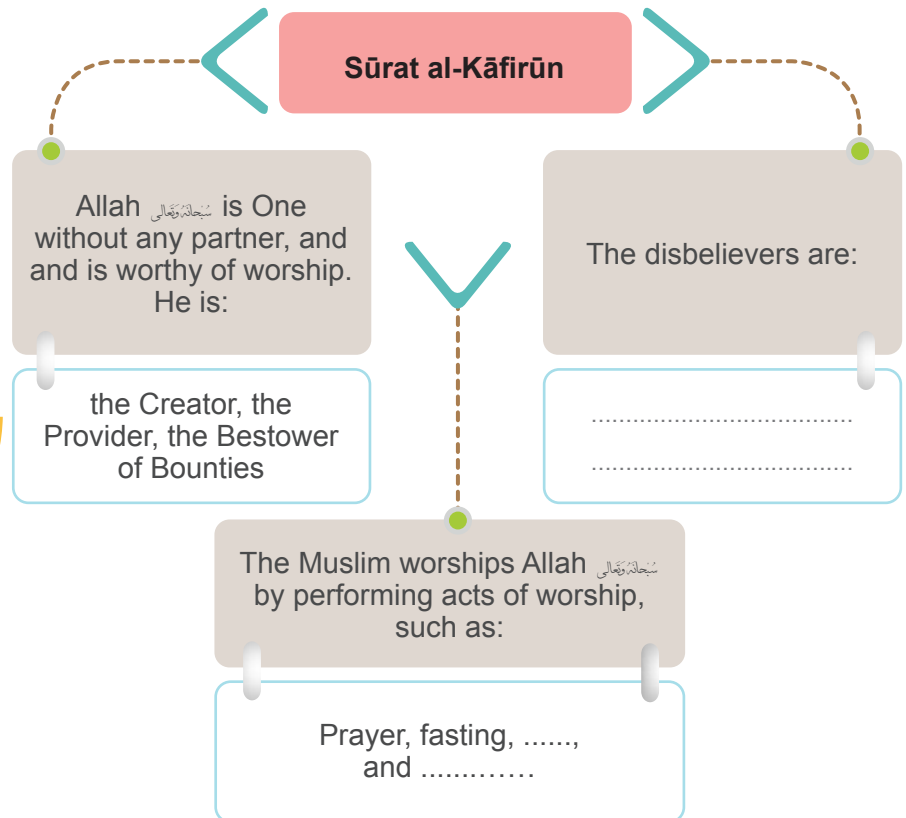 Sūrat al-Kāfirūn
Allah سُبْحَانَهُ وَتَعَالَى is One
without any partner, and
and is worthy of worship.
He is:
the Creator, the
Provider, the Bestower
of Bounties
The disbelievers are:
.....................................
.....................................
The Muslim worships Allah سُبْحَانَهُ وَتَعَالَى
by performing acts of worship,
such as:
Prayer, fasting, ......,
and .............